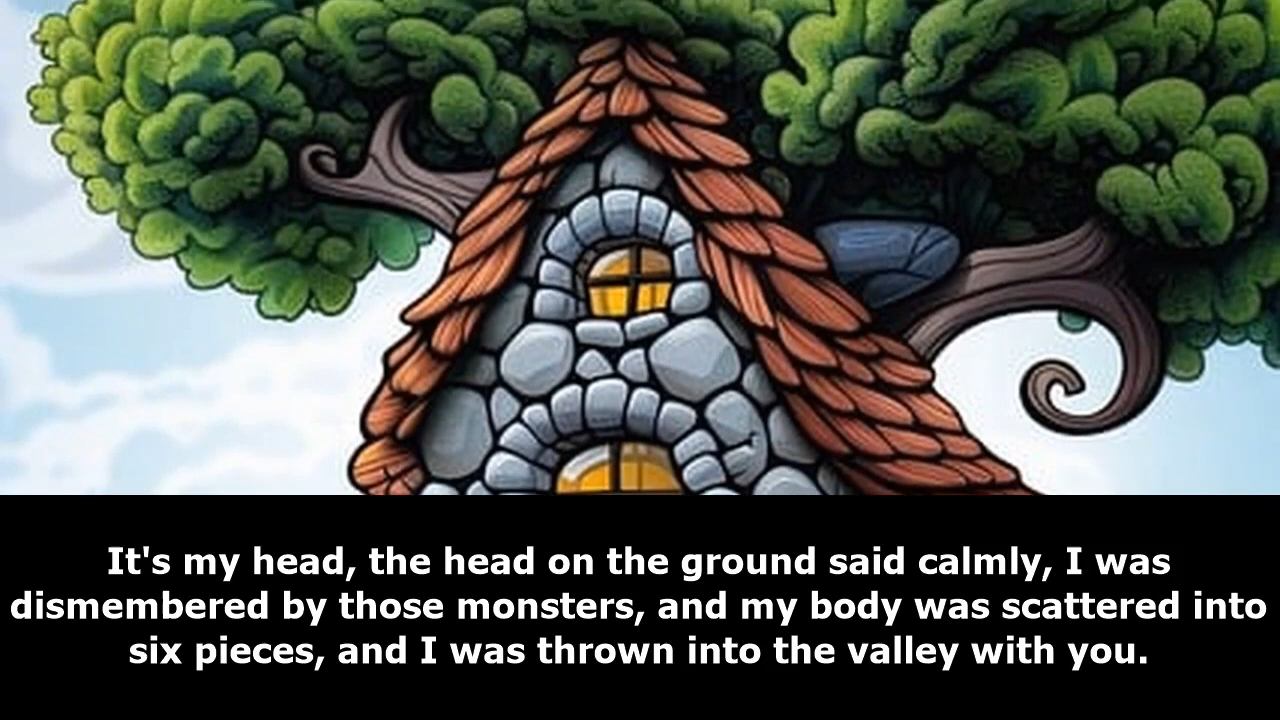 It's my head, the head on the ground said calmly, I was
dismembered by those monsters, and my body was scattered into
six pieces, and I was thrown into the valley with you.